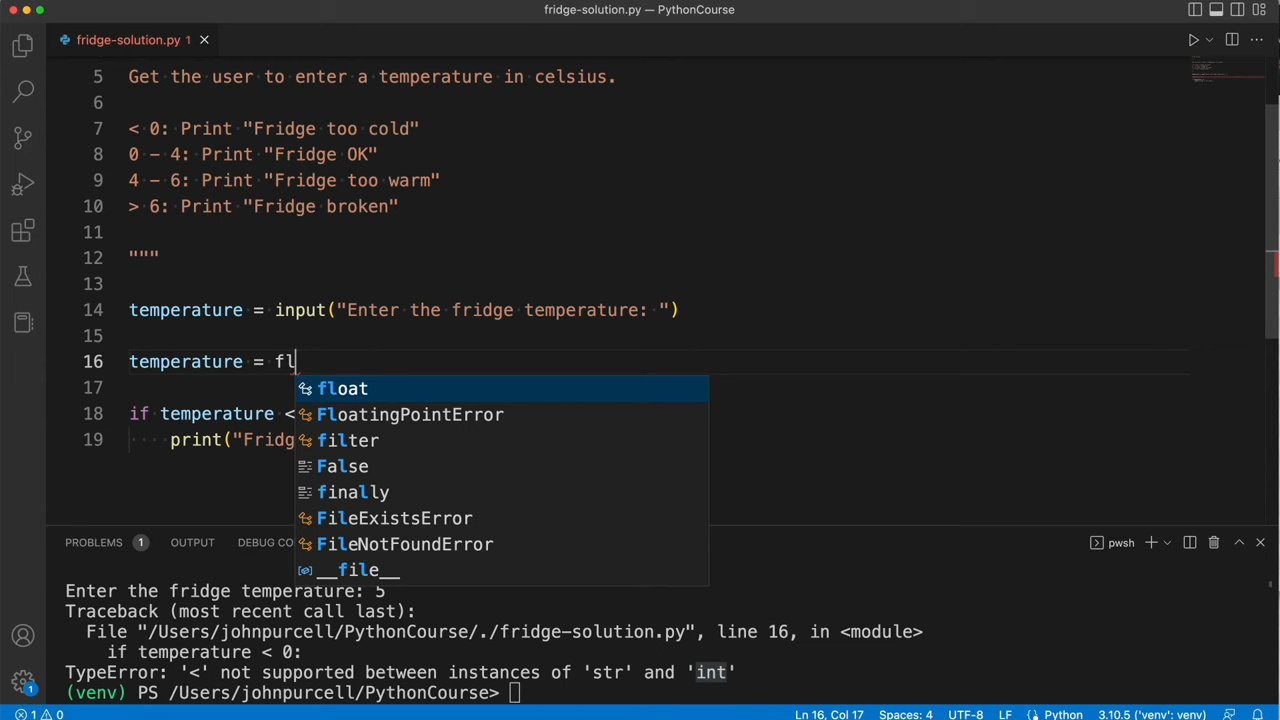 fridge-solution.py — PythonCourse
fridge-solution.py 1
5 Get the user to enter a temperature in celsius.
6
7 < 0: Print "Fridge too cold"
8 0 - 4: Print "Fridge OK"
9 4 - 6: Print "Fridge too warm"
10 > 6: Print "Fridge broken"
11
12 """
13
14 temperature = input("Enter the fridge temperature: ")
15
16 temperature = fl
17
float
FloatingPointError
18 if temperature <
filter
19 print("Fridg
False
finally
FileExistsError
FileNotFoundError
__file__
PROBLEMS 1 OUTPUT DEBUG CO pwsh
Enter the fridge temperature: 5
Traceback (most recent call last):
File "/Users/johnpurcell/PythonCourse/./fridge-solution.py", line 16, in <module>
if temperature < 0:
TypeError: '<' not supported between instances of 'str' and 'int'
(venv) PS /Users/johnpurcell/PythonCourse>
1
1 0 Ln 16, Col 17 Spaces: 4 UTF-8 LF Python 3.10.5 ('venv': venv)